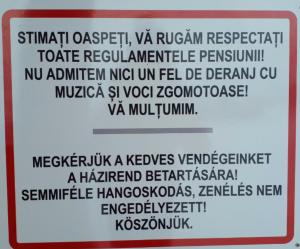 STIMAȚI OASPEȚI, VĂ RUGĂM RESPECTAȚI
TOATE REGULAMENTELE PENSIUNII!
NU ADMITEM NICI UN FEL DE DERANJ CU
MUZICĂ ȘI VOCI ZGOMOTOASE!
VĂ MULȚUMIM.
MEGKÉRJÜK A KEDVES VENDÉGEINKET
A HÁZIREND BETARTÁSÁRA!
SEMMIFÉLE HANGOSKODÁS, ZENÉLÉS NEM
ENGEDÉLYEZETT!
KÖSZÖNJÜK.